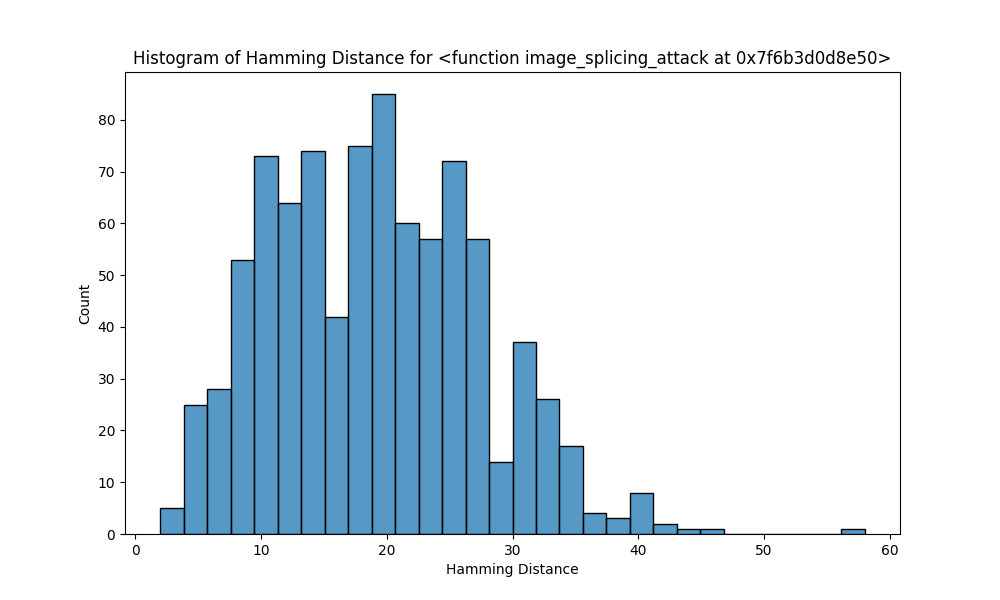 Histogram of Hamming Distance for <function image_splicing_attack at 0x7f6b3d0d8e50>
80
70
60
50
40
30
20
10
0
Count
0 10 20 30 40 50 60
Hamming Distance